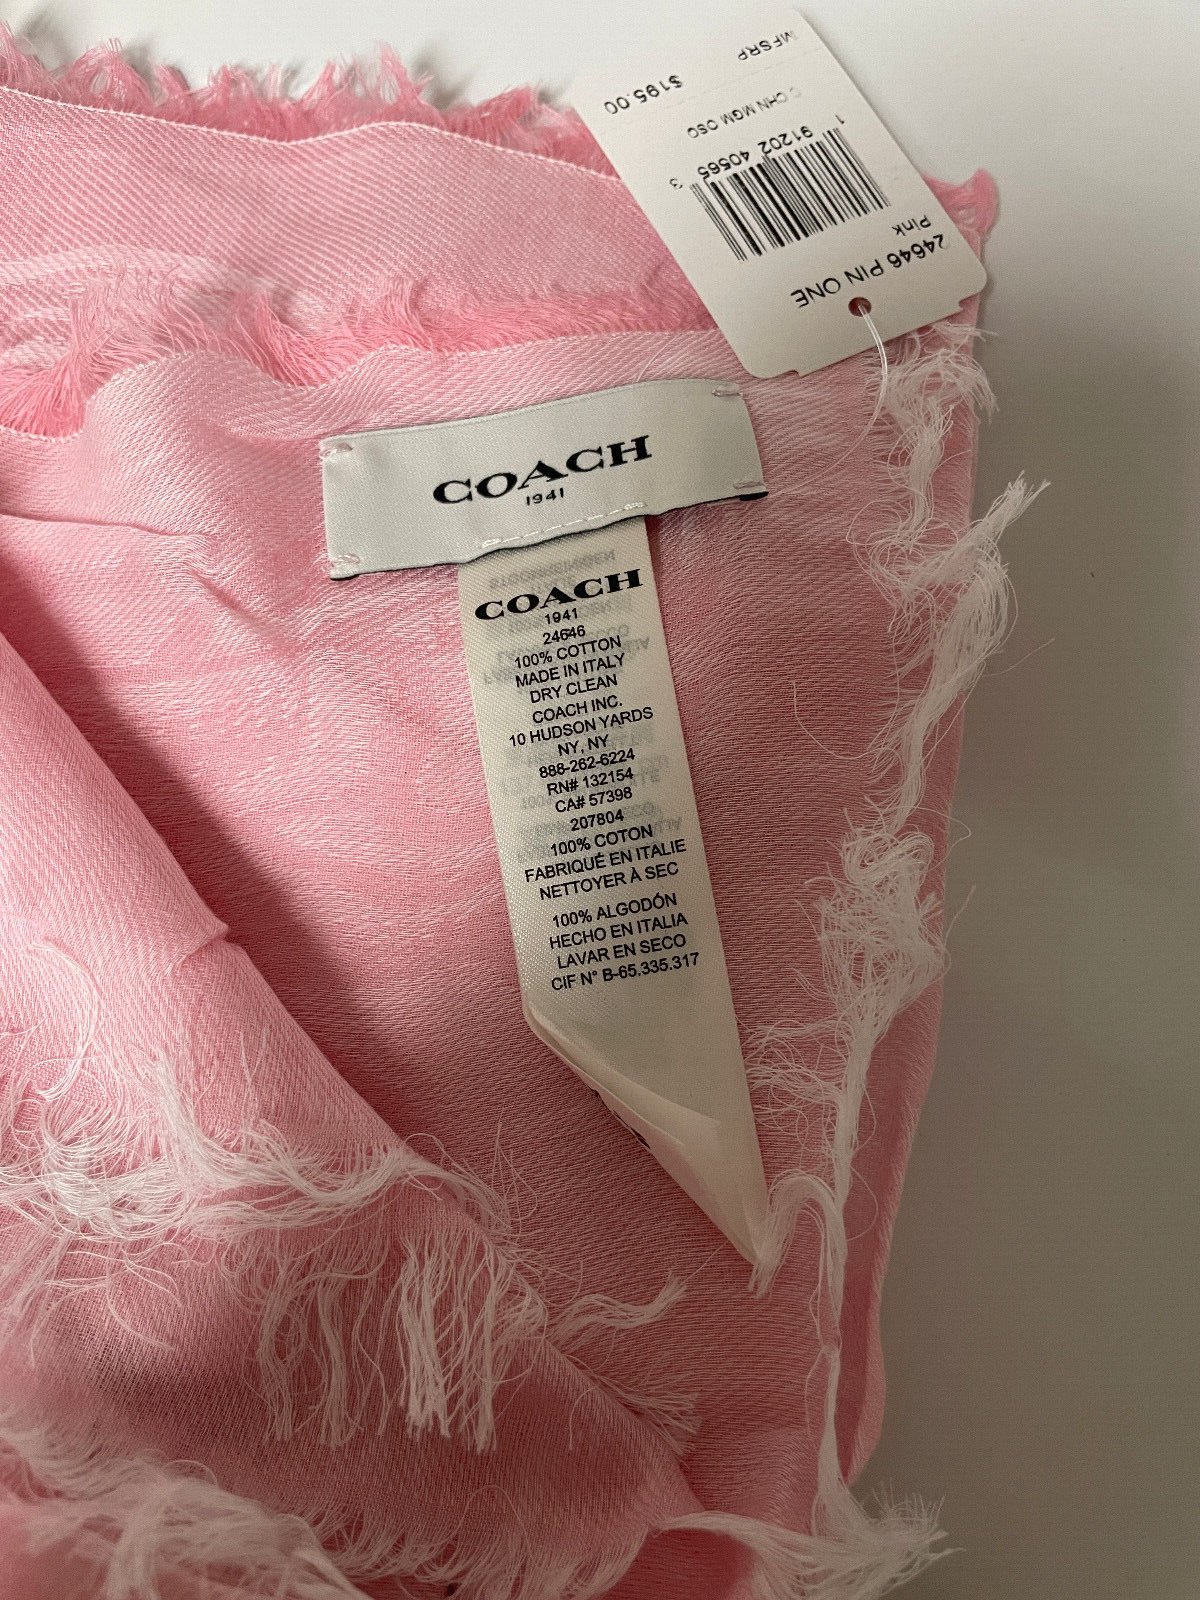 MFSRP
$195.00
C CHN MGM OSO
1 91202 40565 3
Pink
24646 PIN ONE
COACH
1941
COACH
1941
24646
100% COTTON
MADE IN ITALY
DRY CLEAN
COACH INC.
10 HUDSON YARDS
NY, NY
888-262-6224
RN# 132154
CA# 57398
207804
100% COTON
FABRIQUÉ EN ITALIE
NETTOYER À SEC
100% ALGODÓN
HECHO EN ITALIA
LAVAR EN SECO
CIF N° B-65.335.317